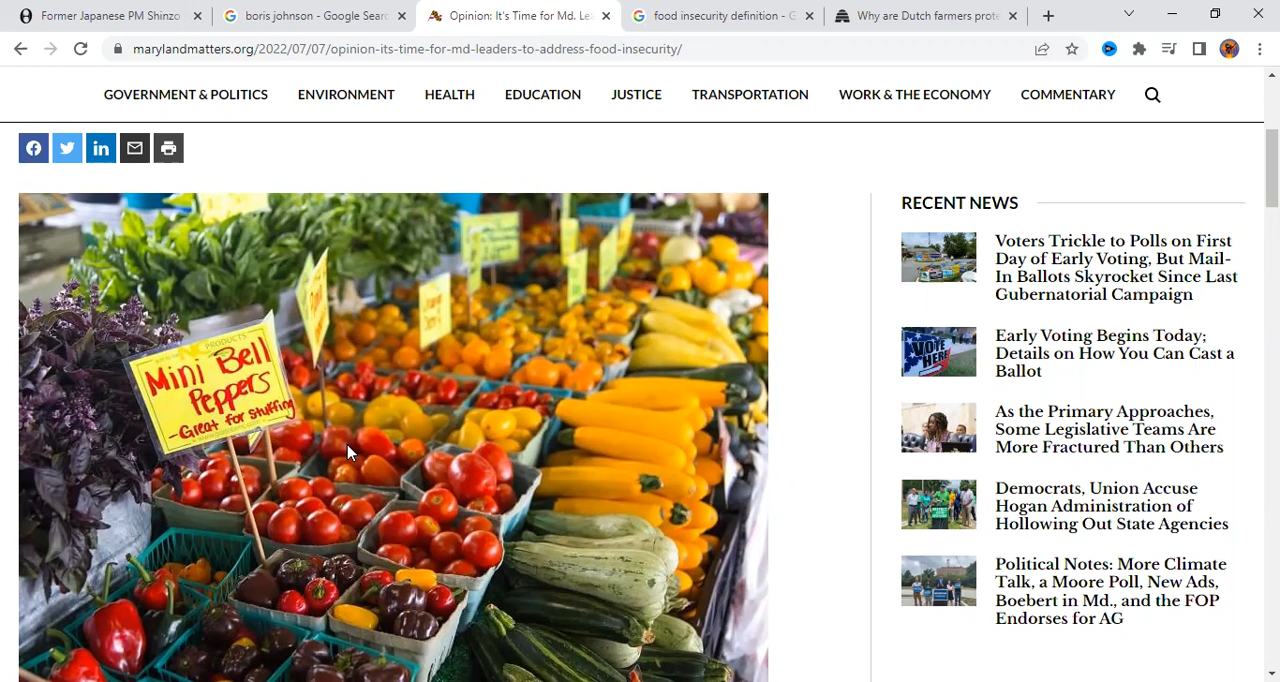 Former Japanese PM Shinzo
boris johnson - Google Sear
Opinion: It's Time for Md. Le
food insecurity definition - G
Why are Dutch farmers prote
marylandmatters.org/2022/07/07/opinion-its-time-for-md-leaders-to-address-food-insecurity/
GOVERNMENT & POLITICS
ENVIRONMENT
HEALTH
EDUCATION
JUSTICE
TRANSPORTATION
WORK & THE ECONOMY
COMMENTARY
PRODUCTS
Mini Bell
Peppers
-Great for stuffing
RECENT NEWS
Voters Trickle to Polls on First
Day of Early Voting, But Mail-
In Ballots Skyrocket Since Last
Gubernatorial Campaign
VOTE
HERE
Early Voting Begins Today;
Details on How You Can Cast a
Ballot
As the Primary Approaches,
Some Legislative Teams Are
More Fractured Than Others
Democrats, Union Accuse
Hogan Administration of
Hollowing Out State Agencies
Political Notes: More Climate
Talk, a Moore Poll, New Ads,
Boebert in Md., and the FOP
Endorses for AG